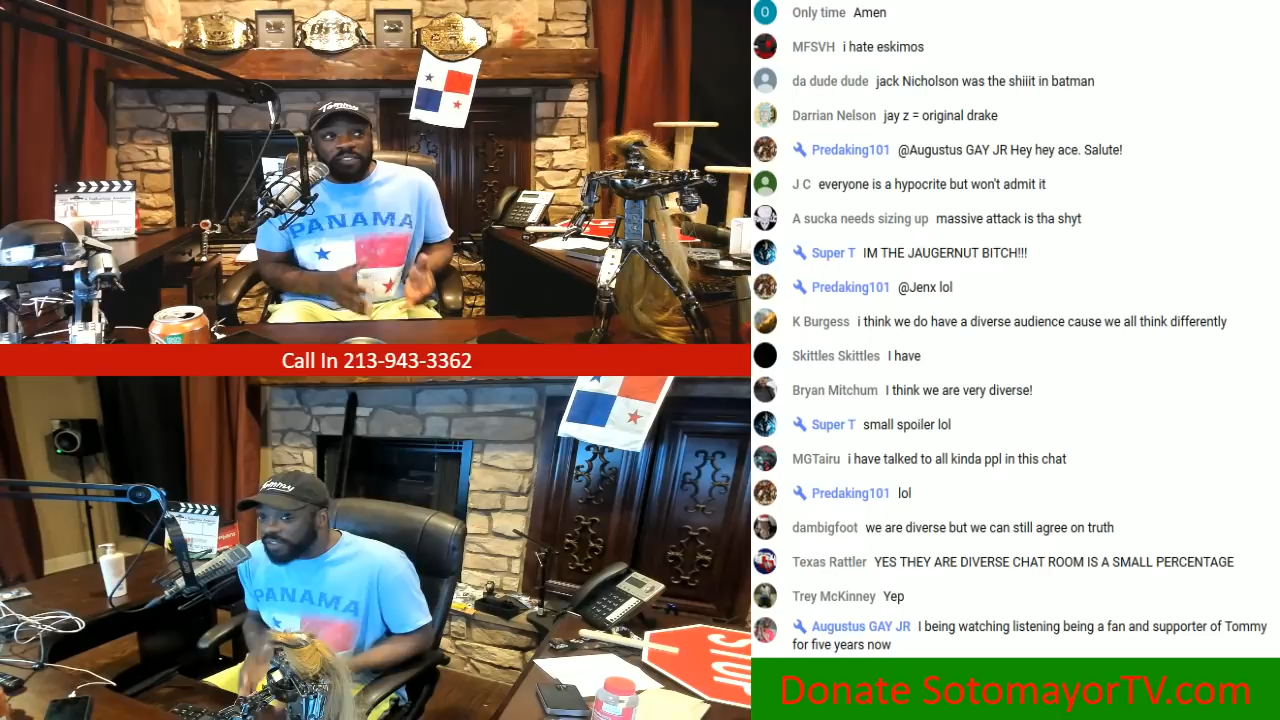 Tommy
PANAMA
Call In 213-943-3362
Tommy
PANAMA
STOP
Only time Amen
MFSVH i hate eskimos
da dude dude jack Nicholson was the shiiit in batman
Darrian Nelson jay z = original drake
Predaking101 @Augustus GAY JR Hey hey ace. Salute!
J C everyone is a hypocrite but won't admit it
A sucka needs sizing up massive attack is tha shyt
Super T IM THE JAUGERNUT BITCH!!!
Predaking101 @Jenx lol
K Burgess i think we do have a diverse audience cause we all think differently
Skittles Skittles I have
Bryan Mitchum I think we are very diverse!
Super T small spoiler lol
MGTairu i have talked to all kinda ppl in this chat
Predaking101 lol
dambigfoot we are diverse but we can still agree on truth
Texas Rattler YES THEY ARE DIVERSE CHAT ROOM IS A SMALL PERCENTAGE
Trey McKinney Yep
Augustus GAY JR I being watching listening being a fan and supporter of Tommy
for five years now
Donate SotomayorTV.com